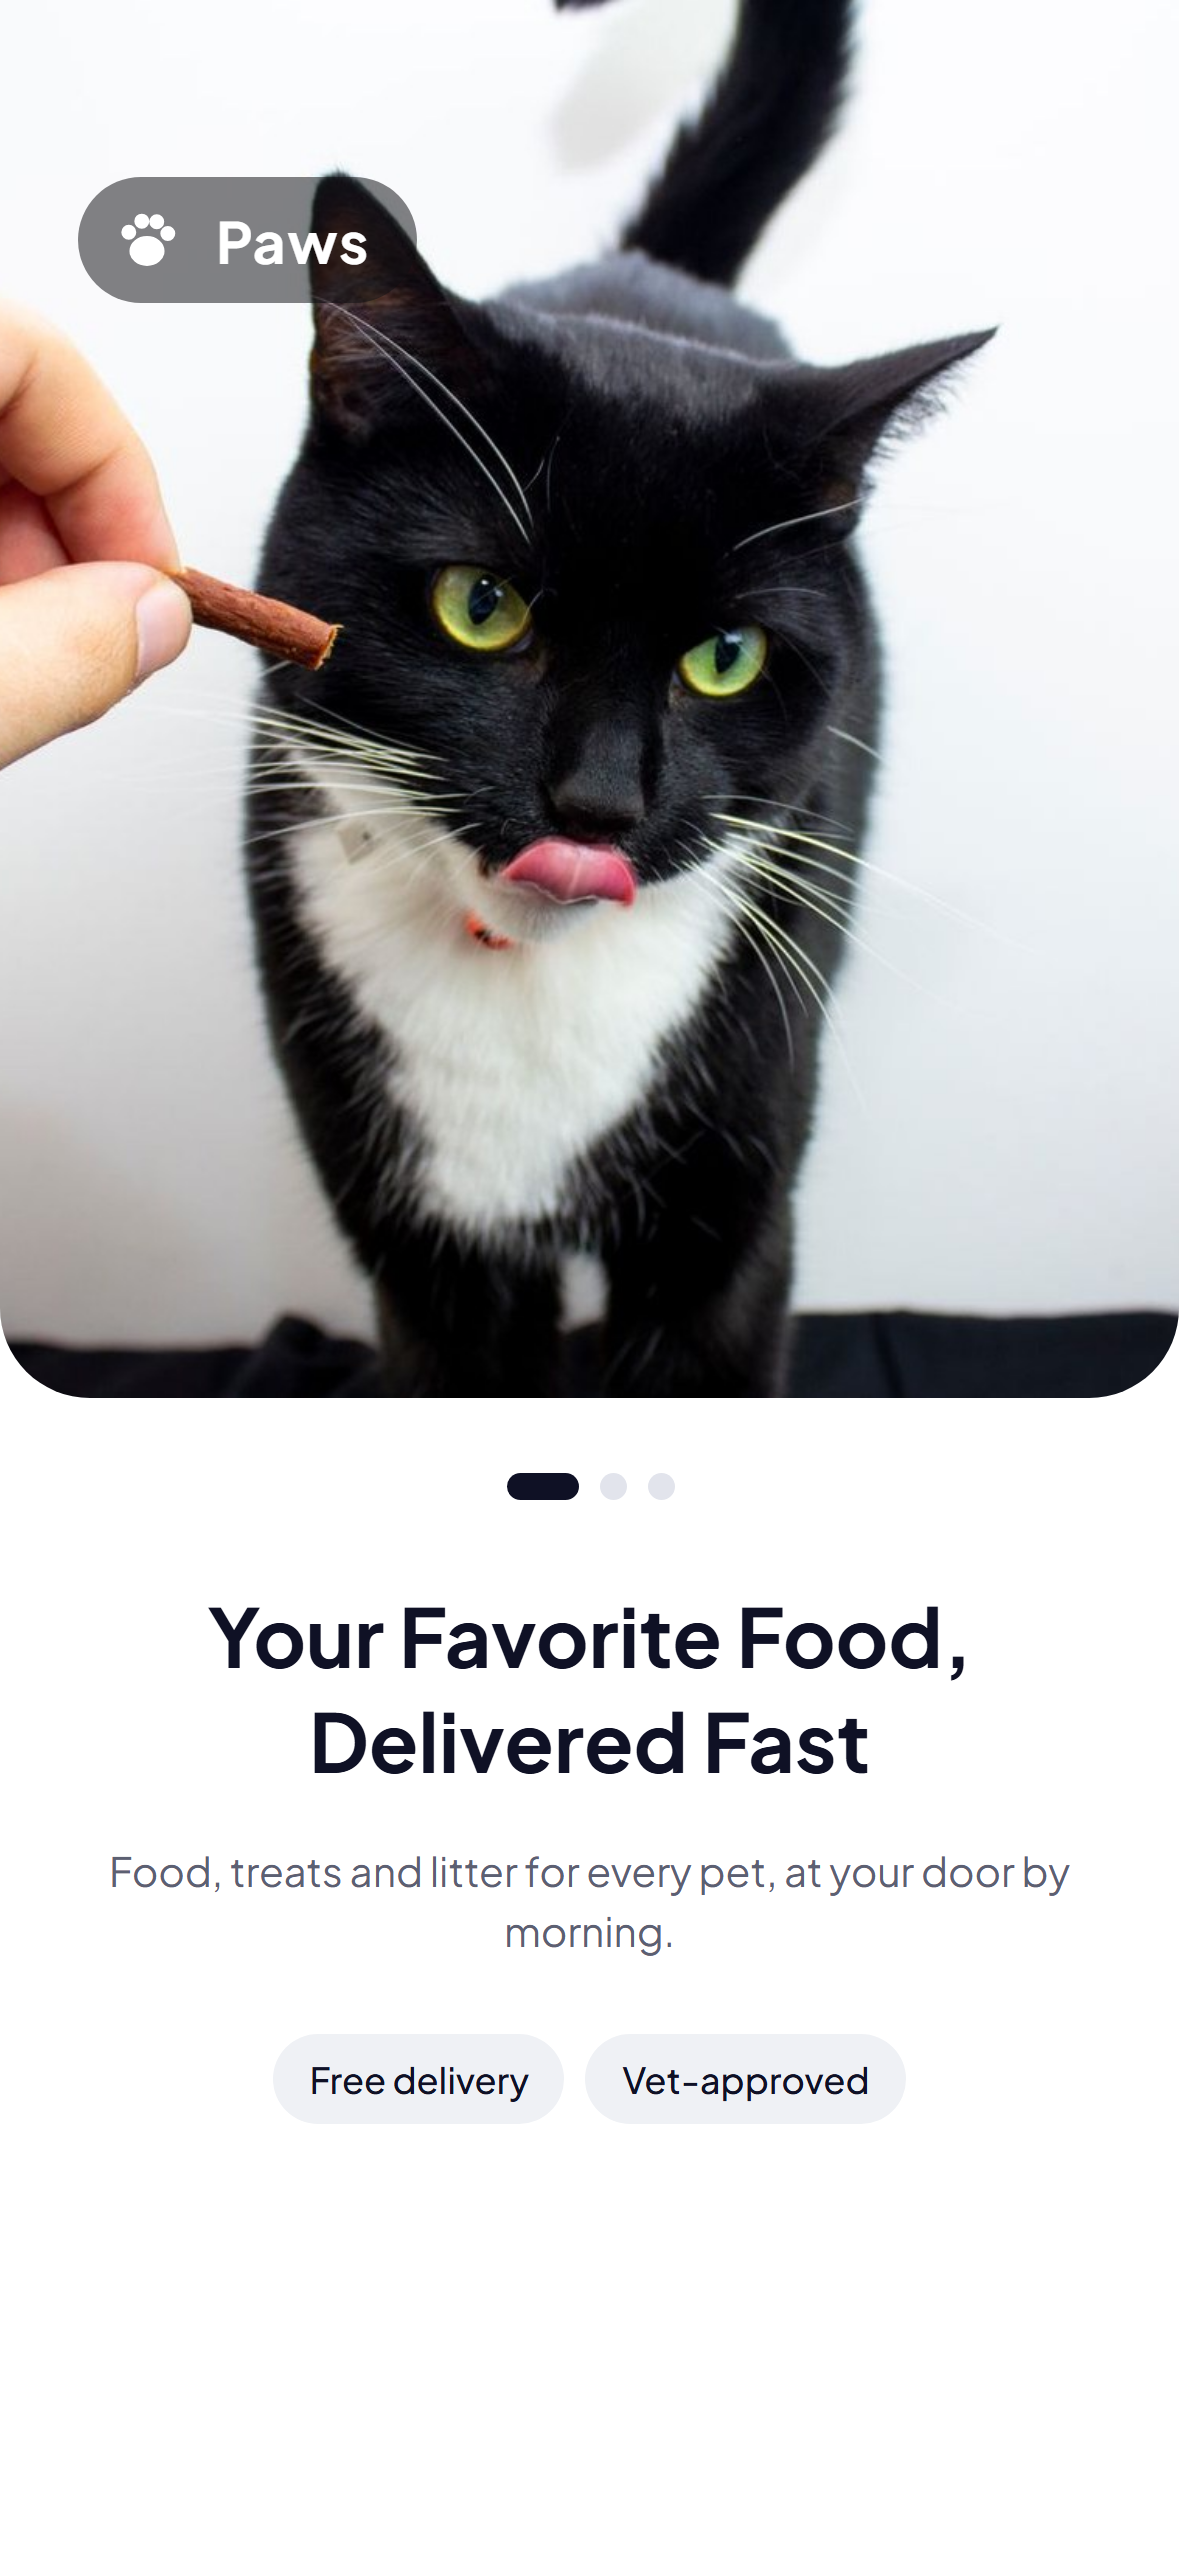 Paws
Your Favorite Food,
Delivered Fast
Food, treats and litter for every pet, at your door by
morning.
Free delivery
Vet-approved